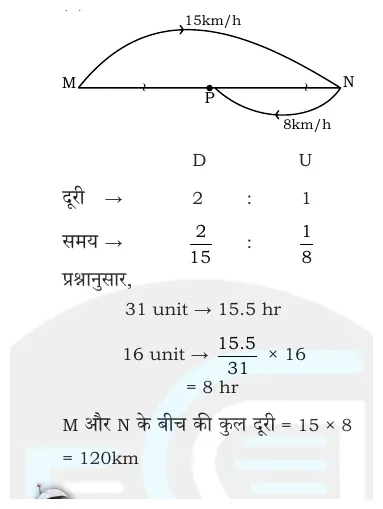 15km/h
M N
P
8km/h
D U
दूरी → 2 : 1
समय → 2/15 : 1/8
प्रश्नानुसार,
31 unit → 15.5 hr
16 unit → 15.5/31 × 16
= 8 hr
M और N के बीच की कुल दूरी = 15 × 8
= 120km